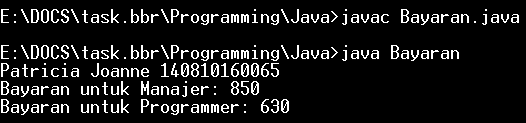 E:\DOCS\task.bbr\Programming\Java>javac Bayaran.java
E:\DOCS\task.bbr\Programming\Java>java Bayaran
Patricia Joanne 140810160065
Bayaran untuk Manajer: 850
Bayaran untuk Programmer: 630